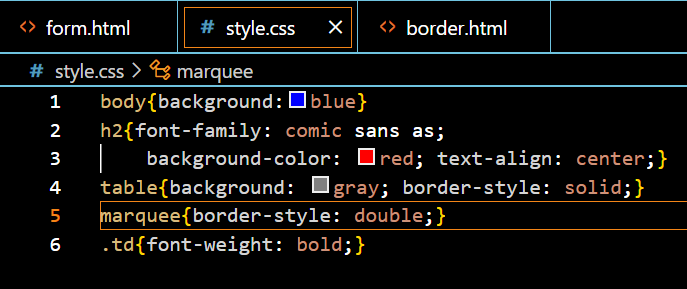 <> form.html # style.css × <> border.html
# style.css > marquee
1 body{background: blue}
2 h2{font-family: comic sans as;
3 background-color: red; text-align: center;}
4 table{background: gray; border-style: solid;}
5 marquee{border-style: double;}
6 .td{font-weight: bold;}